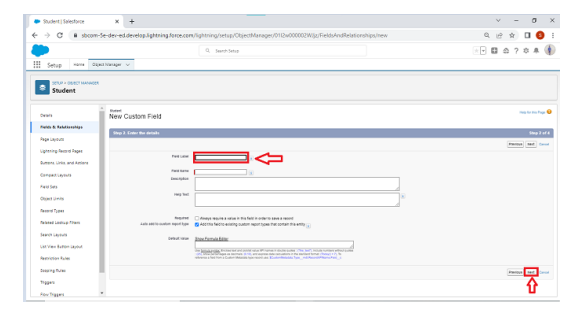 Student | Salesforce
sbcom-5e-dev-ed.develop.lightning.force.com/lightning/setup/ObjectManager/01I2w000002Wljz/FieldsAndRelationships/new
Search Setup
Setup Home Object Manager
SETUP > OBJECT MANAGER
Student
Details
Fields & Relationships
Page Layouts
Lightning Record Pages
Buttons, Links, and Actions
Compact Layouts
Field Sets
Object Limits
Record Types
Related Lookup Filters
Search Layouts
List View Button Layout
Restriction Rules
Scoping Rules
Triggers
Flow Triggers
Student
New Custom Field
Help for this Page
Step 2. Enter the details
Step 2 of 4
Previous Next Cancel
Field Label
Field Name
Description
Help Text
Required Always require a value in this field in order to save a record
Auto add to custom report type Add this field to existing custom report types that contain this entity
Default Value Show Formula Editor
Previous Next Cancel